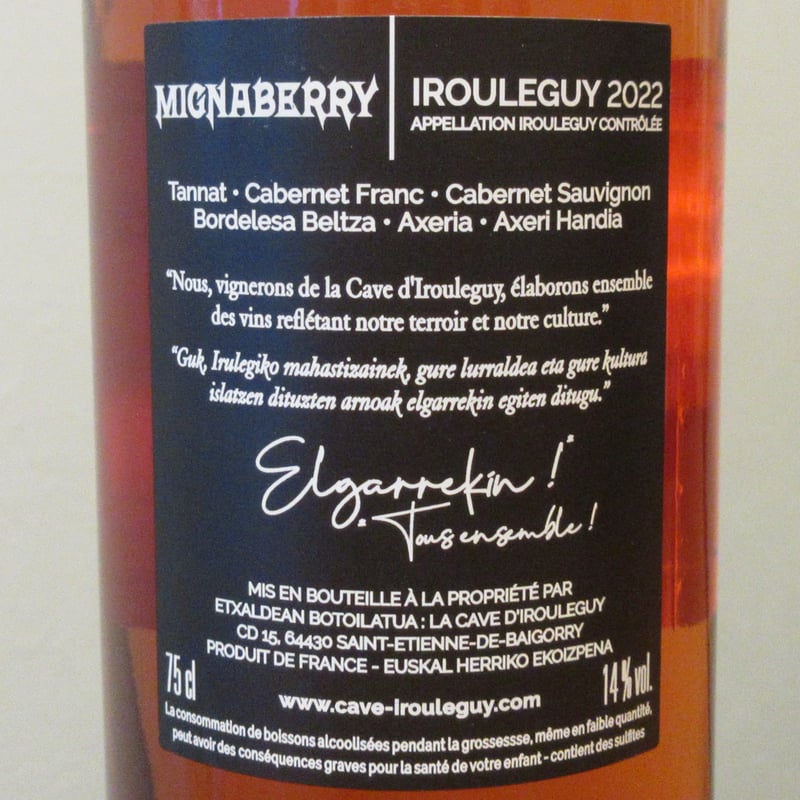 MIGNABERRY
IROULEGUY 2022
APPELLATION IROULEGUY CONTRÔLÉE
Tannat • Cabernet Franc • Cabernet Sauvignon
Bordelesa Beltza • Axeria • Axeri Handia
“Nous, vignerons de la Cave d'Irouleguy, élaborons ensemble
des vins reflétant notre terroir et notre culture.”
“Guk, Irulegiko mahastizainek, gure lurraldea eta gure kultura
islatzen dituzten arnoak elgarrekin egiten ditugu.”
Elgarrekin !*
*Tous ensemble !
MIS EN BOUTEILLE À LA PROPRIÉTÉ PAR
ETXALDEAN BOTOILATUA : LA CAVE D'IROULEGUY
CD 15, 64430 SAINT-ETIENNE-DE-BAIGORRY
PRODUIT DE FRANCE - EUSKAL HERRIKO EKOIZPENA
75 cl
14 % vol.
www.cave-irouleguy.com
La consommation de boissons alcoolisées pendant la grossessse, même en faible quantité,
peut avoir des conséquences graves pour la santé de votre enfant - contient des sulfites